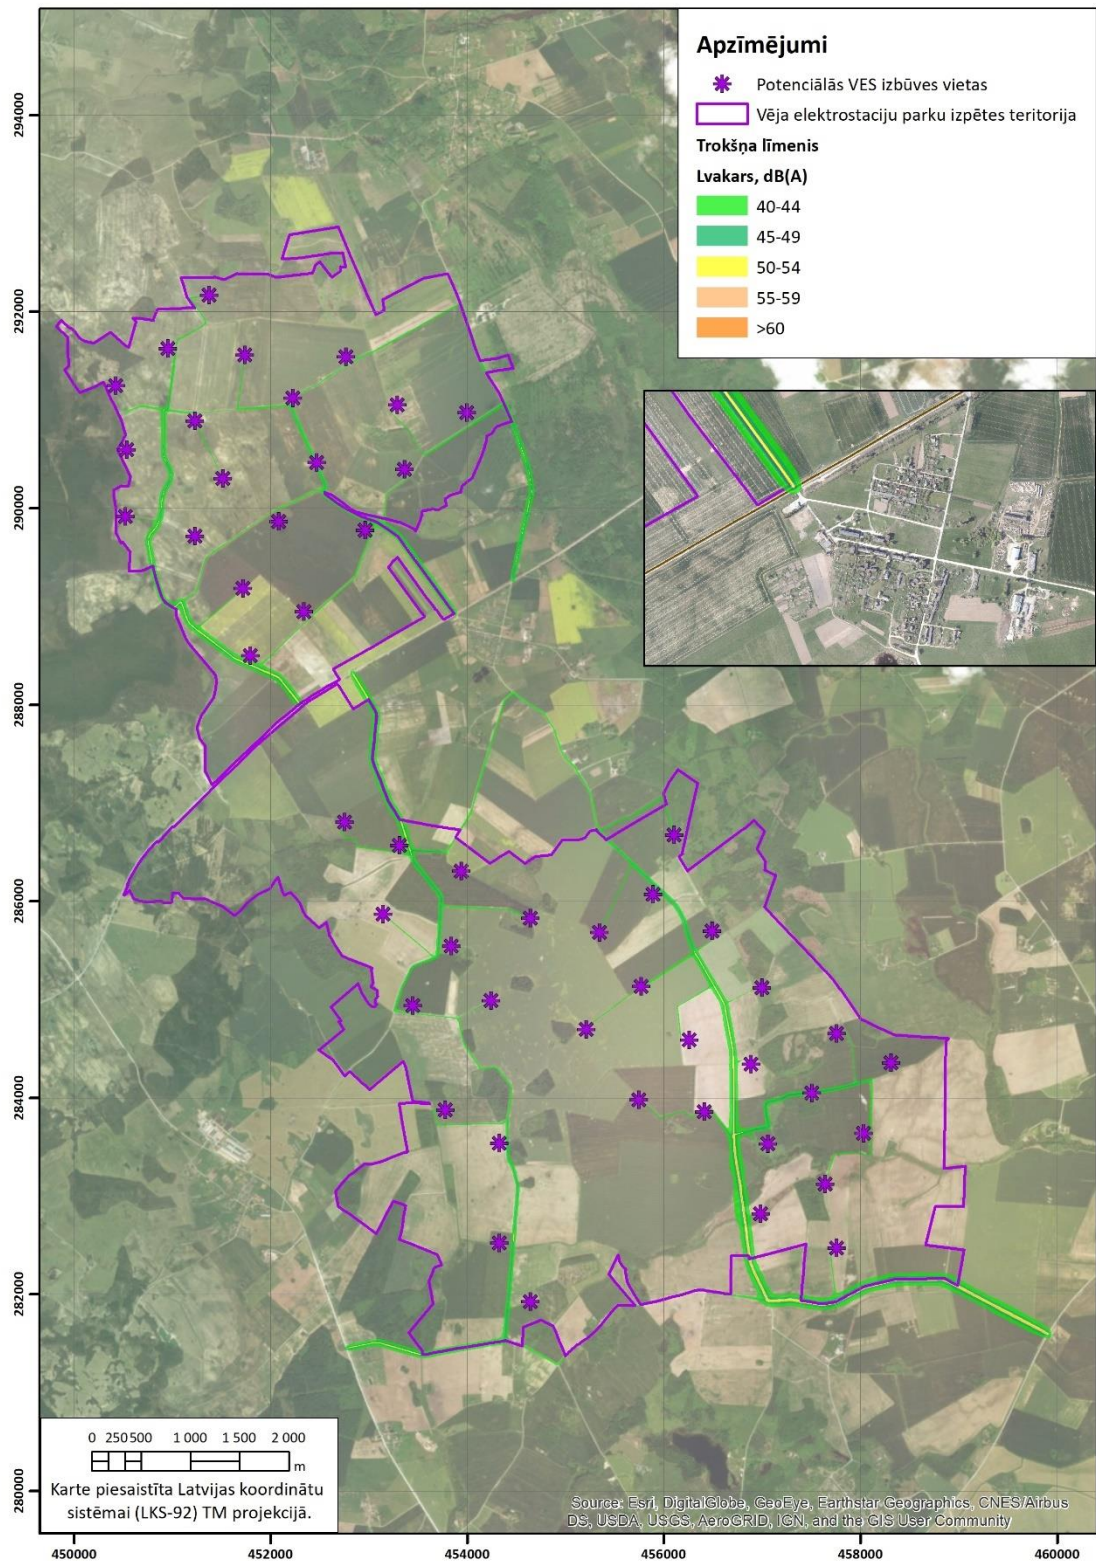 Apzīmējumi
Potenciālās VES izbūves vietas
Vēja elektrostaciju parku izpētes teritorija
Trokšņa līmenis
Lvakars, dB(A)
40-44
45-49
50-54
55-59
>60
294000
292000
290000
288000
286000
284000
282000
280000
0 250 500 1 000 1 500 2 000
m
Karte piesaistīta Latvijas koordinātu
sistēmai (LKS-92) TM projekcijā.
Source: Esri, DigitalGlobe, GeoEye, Earthstar Geographics, CNES/Airbus
DS, USDA, USGS, AeroGRID, IGN, and the GIS User Community
450000 452000 454000 456000 458000 460000